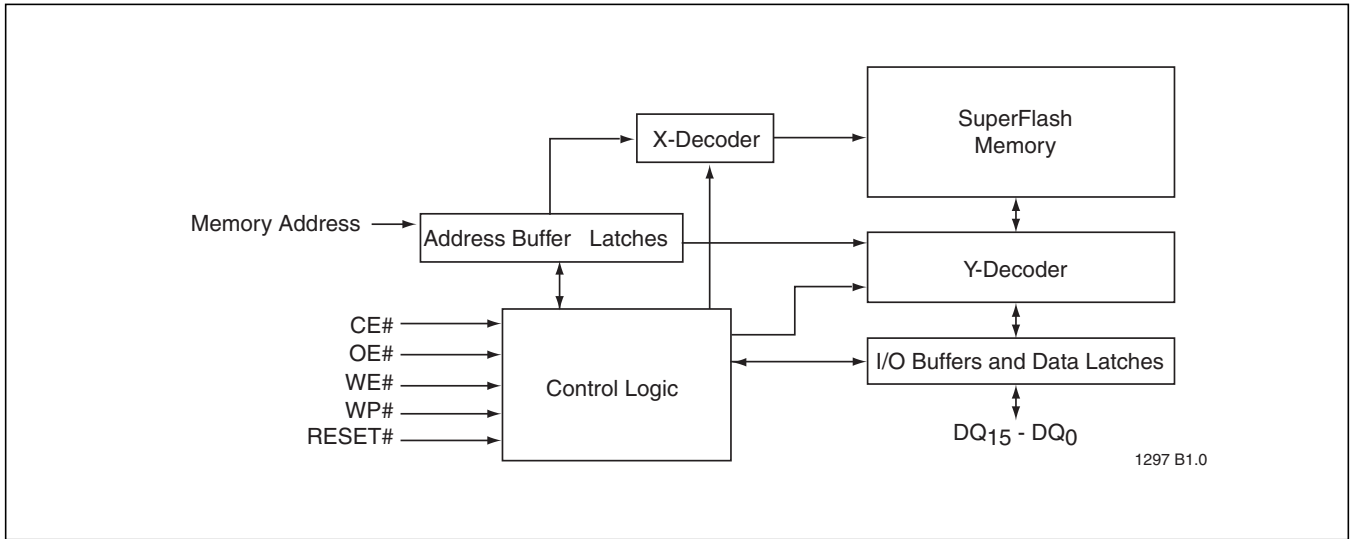 X-Decoder
SuperFlash
Memory
Memory Address
Address Buffer Latches
Y-Decoder
CE#
OE#
WE#
WP#
RESET#
Control Logic
I/O Buffers and Data Latches
DQ15 - DQ0
1297 B1.0